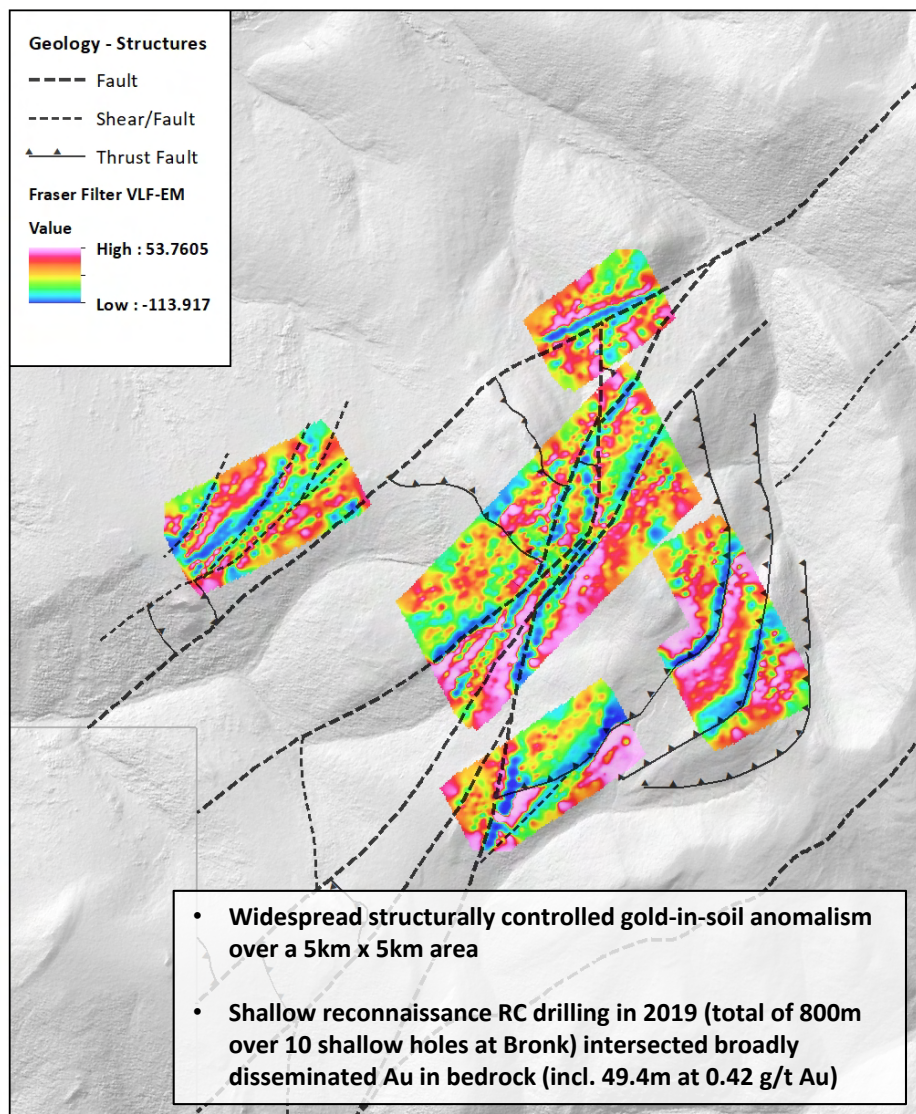 Geology - Structures
Fault
Shear/Fault
Thrust Fault
Fraser Filter VLF-EM
Value
High : 53.7605
Low : -113.917
• Widespread structurally controlled gold-in-soil anomalism
over a 5km x 5km area
• Shallow reconnaissance RC drilling in 2019 (total of 800m
over 10 shallow holes at Bronk) intersected broadly
disseminated Au in bedrock (incl. 49.4m at 0.42 g/t Au)